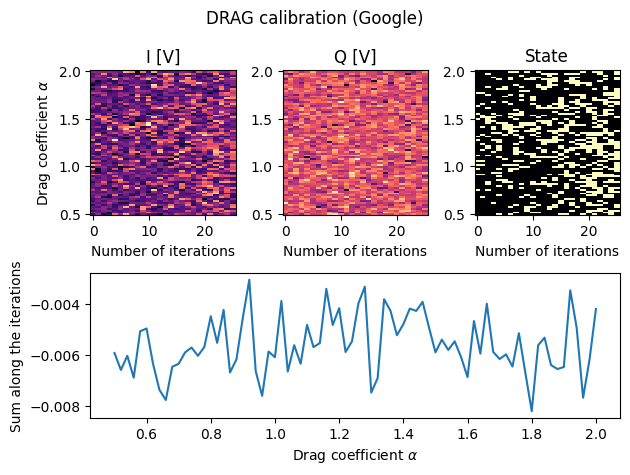 DRAG calibration (Google)
I [V]
Q [V]
State
Drag coefficient α
2.0
1.5
1.0
0.5
2.0
1.5
1.0
0.5
2.0
1.5
1.0
0.5
0 10 20
0 10 20
0 10 20
Number of iterations
Number of iterations
Number of iterations
Sum along the iterations
−0.004
−0.006
−0.008
0.6 0.8 1.0 1.2 1.4 1.6 1.8 2.0
Drag coefficient α